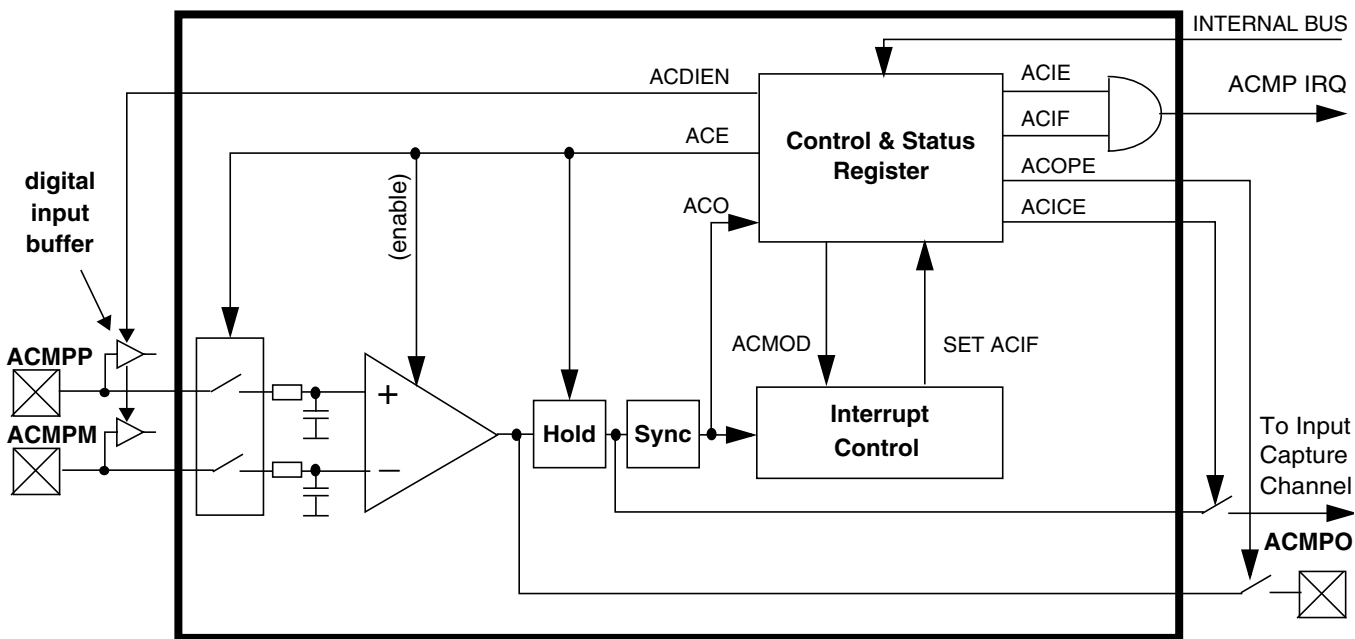 INTERNAL BUS
ACDIEN
ACIE
ACMP IRQ
ACE
Control & Status
Register
ACIF
ACOPE
ACO
ACICE
digital
input
buffer
(enable)
ACMOD
SET ACIF
ACMPP
+
Hold
Sync
Interrupt
Control
ACMPM
−
To Input
Capture
Channel
ACMPO